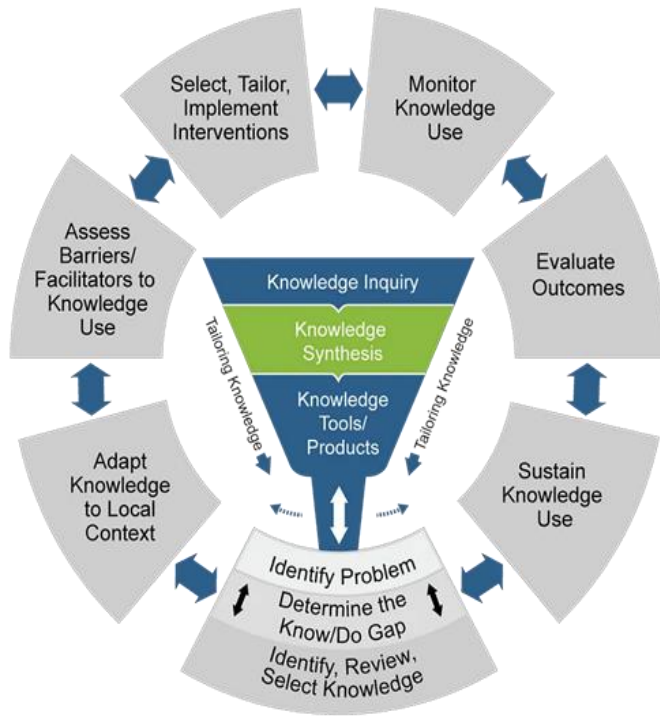 Select, Tailor,
Implement
Interventions
Monitor
Knowledge
Use
Assess
Barriers/
Facilitators to
Knowledge
Use
Evaluate
Outcomes
Knowledge Inquiry
Knowledge
Synthesis
Knowledge
Tools/
Products
Tailoring Knowledge
Tailoring Knowledge
Adapt
Knowledge
to Local
Context
Sustain
Knowledge
Use
Identify Problem
Determine the
Know/Do Gap
Identify, Review,
Select Knowledge